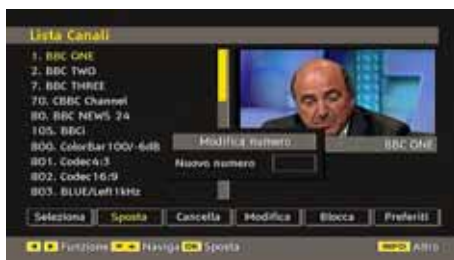 Lista Canali
1. BBC ONE
2. BBC TWO
7. BBC THREE
70. CBBC Channel
80. BBC NEWS 24
105. BBCi
800. ColorBar100/-6dB
801. Codec4:3
802. Codec16:9
803. BLUE/Left1kHz
Modifica numero
Nuovo numero
BBC ONE
Seleziona Sposta Cancella Modifica Blocca Preferiti
Funzione Naviga OK Sposta INFO Altro